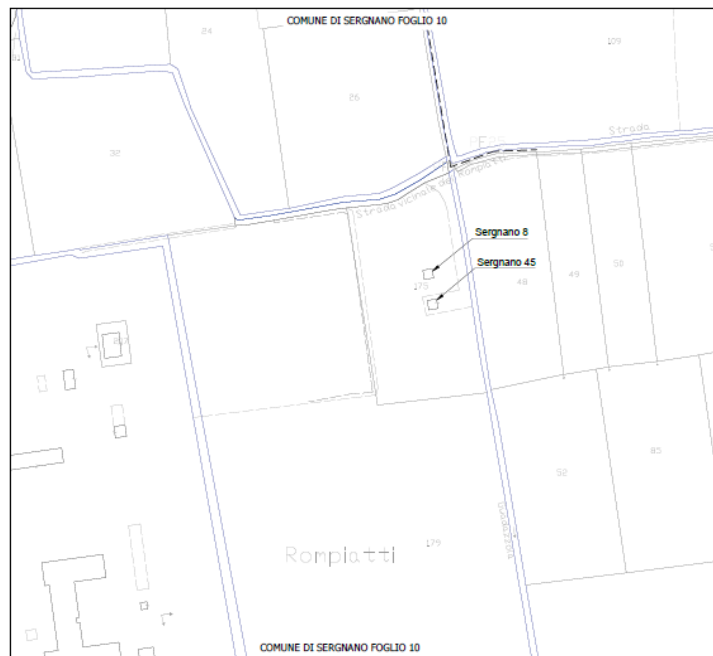 COMUNE DI SERGNANO FOGLIO 10
24
109
26
Strada
32
Strada vicinale dei Rompiatti
Sergnano 8
Sergnano 45
175
48
49
50
52
85
Rompiatti
179
COMUNE DI SERGNANO FOGLIO 10